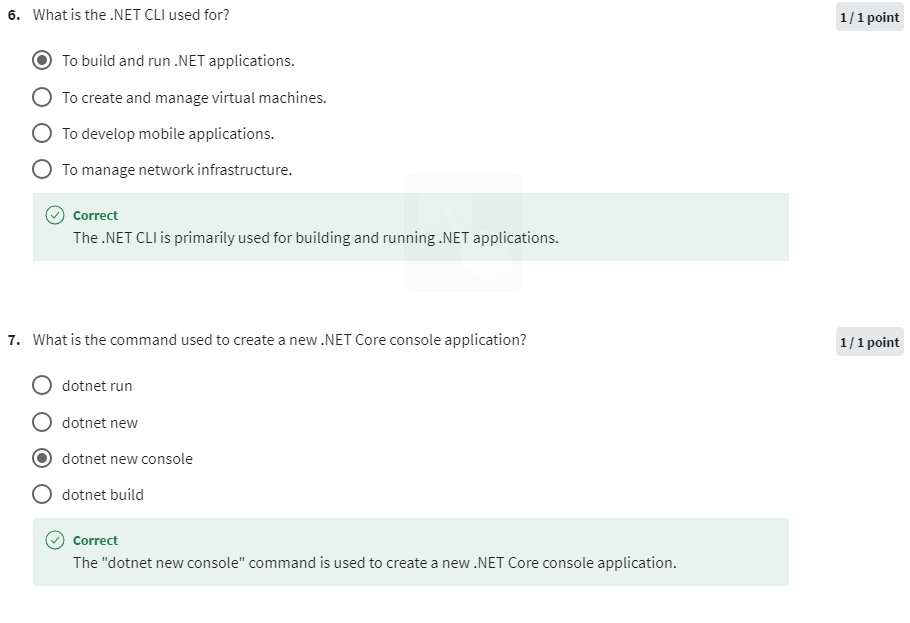 6. What is the .NET CLI used for?
1 / 1 point
To build and run .NET applications.
To create and manage virtual machines.
To develop mobile applications.
To manage network infrastructure.
Correct
The .NET CLI is primarily used for building and running .NET applications.
7. What is the command used to create a new .NET Core console application?
1 / 1 point
dotnet run
dotnet new
dotnet new console
dotnet build
Correct
The "dotnet new console" command is used to create a new .NET Core console application.